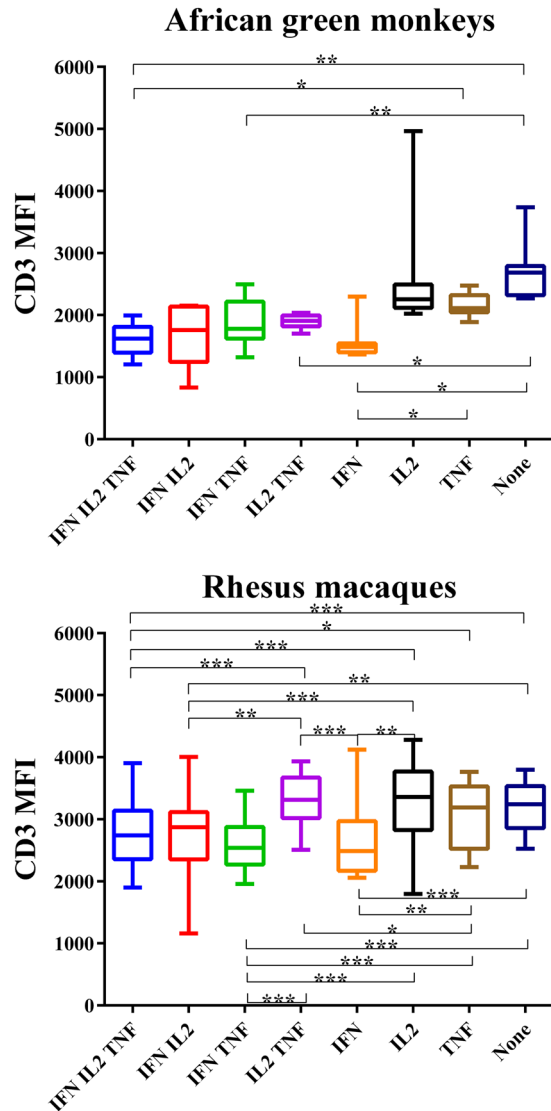 African green monkeys
CD3 MFI
6000
5000
4000
3000
2000
1000
0
**
*
**
*
*
*
IFN IL2 TNF
IFN IL2
IFN TNF
IL2 TNF
IFN
IL2
TNF
None
Rhesus macaques
CD3 MFI
6000
5000
4000
3000
2000
1000
0
***
*
***
***
**
***
**
***
**
***
**
*
***
***
***
***
IFN IL2 TNF
IFN IL2
IFN TNF
IL2 TNF
IFN
IL2
TNF
None